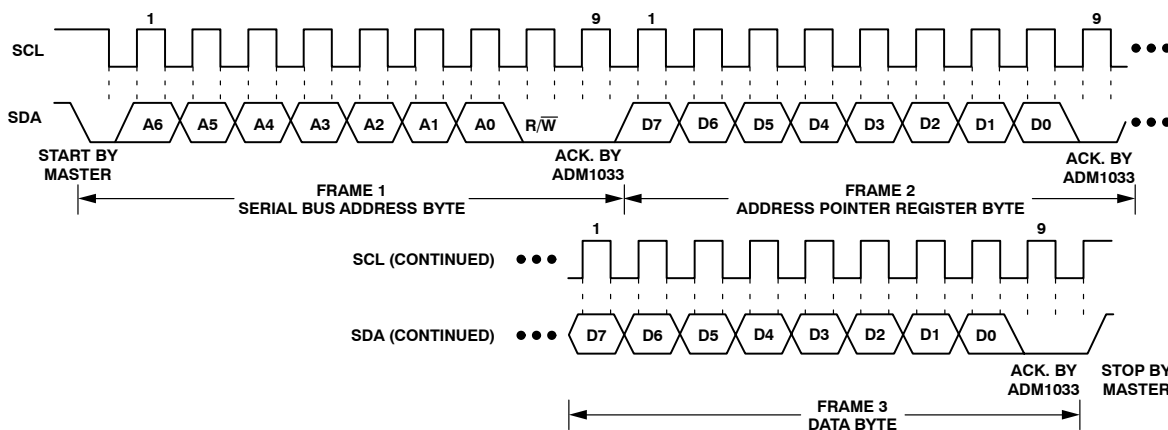 1 9 1 9
SCL
SDA A6 A5 A4 A3 A2 A1 A0 R/W̅ D7 D6 D5 D4 D3 D2 D1 D0
START BY
MASTER
ACK. BY
ADM1033
ACK. BY
ADM1033
FRAME 1
SERIAL BUS ADDRESS BYTE
FRAME 2
ADDRESS POINTER REGISTER BYTE
1 9
SCL (CONTINUED)
SDA (CONTINUED) D7 D6 D5 D4 D3 D2 D1 D0
ACK. BY
ADM1033
STOP BY
MASTER
FRAME 3
DATA BYTE